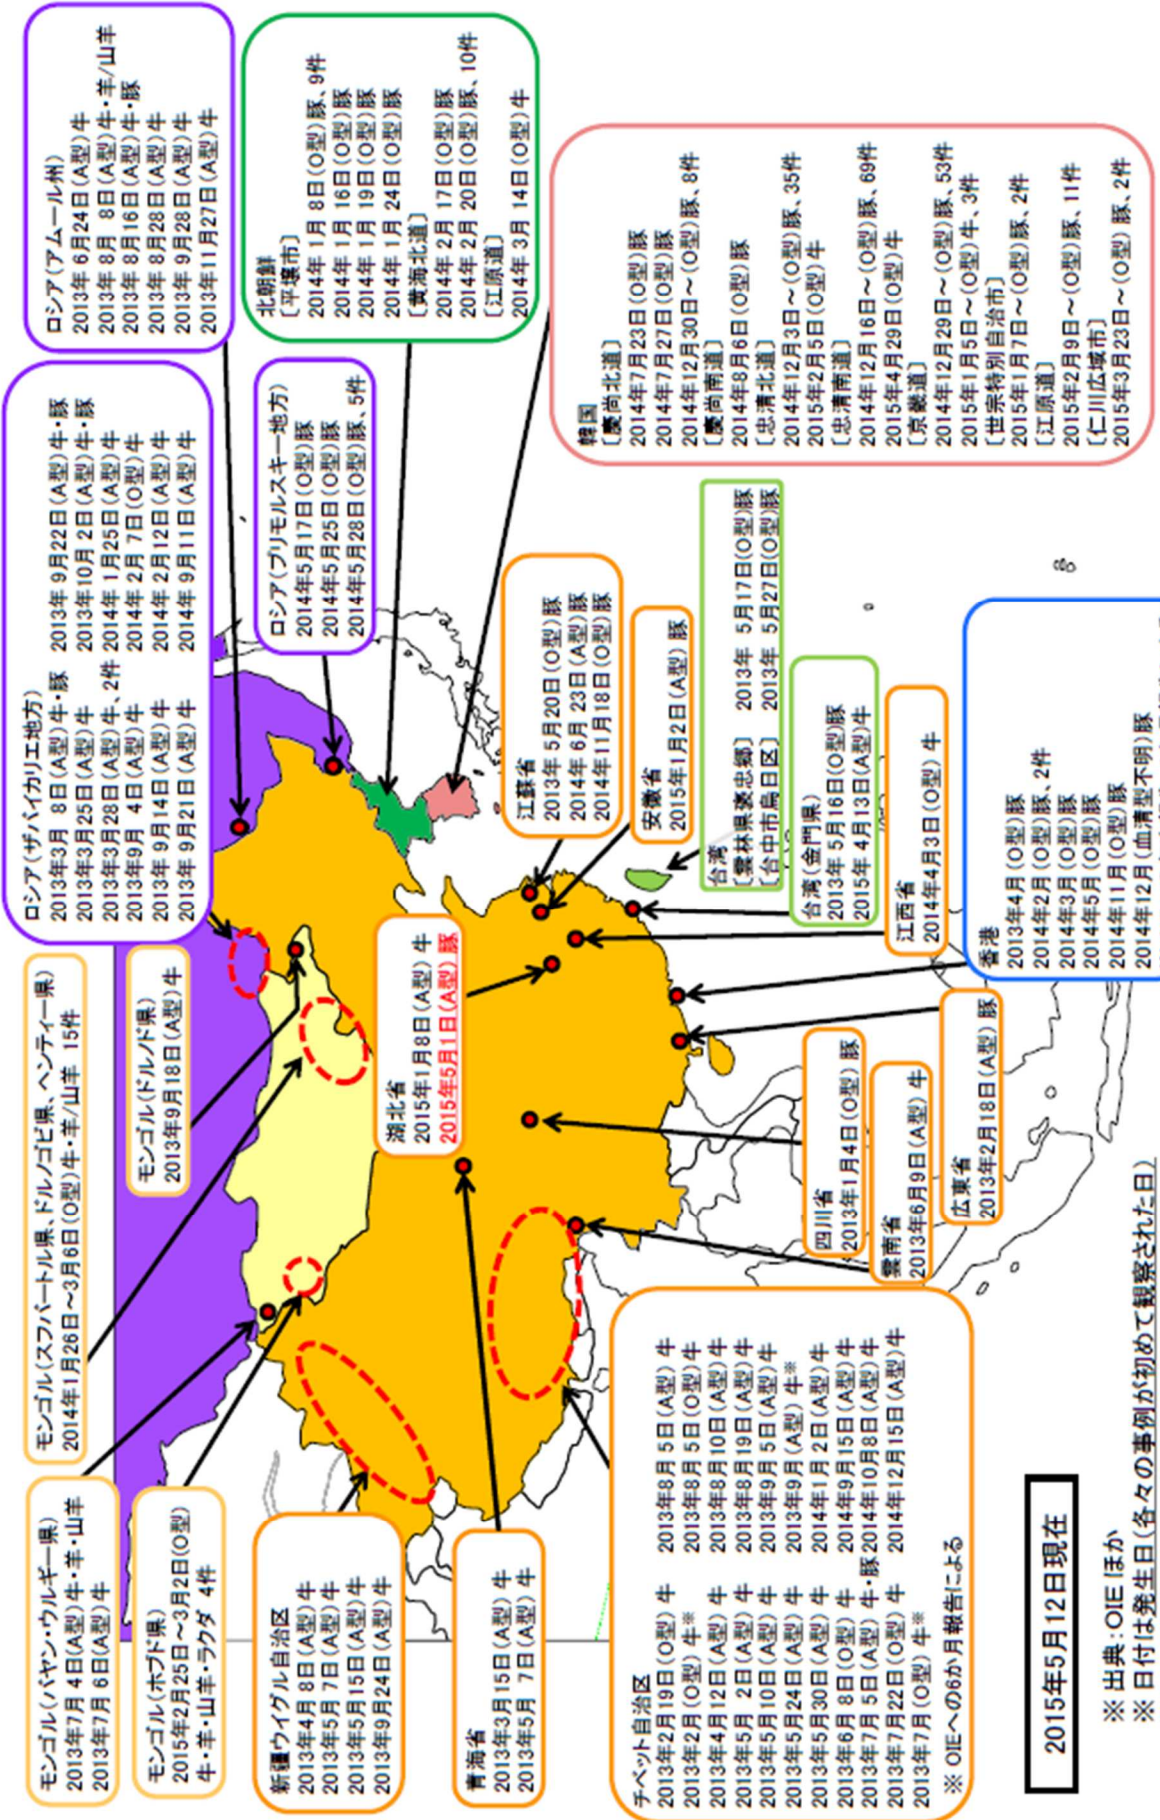 モンゴル(バヤン・ウルギー県)
2013年7月 4日(A型)牛・羊・山羊
2013年7月 6日(A型)牛
モンゴル(ホブド県)
2015年2月25日～3月2日(O型)
牛・羊・山羊・ラクダ 4件
新疆ウイグル自治区
2013年4月 8日(A型)牛
2013年5月 7日(A型)牛
2013年5月15日(A型)牛
2013年9月24日(A型)牛
青海省
2013年3月15日(A型)牛
2013年5月 7日(A型)牛
チベット自治区
2013年2月19日(O型)牛 2013年8月 5日(A型)牛
2013年2月(O型)牛※ 2013年8月 5日(O型)牛
2013年4月12日(A型)牛 2013年8月10日(A型)牛
2013年5月 2日(A型)牛 2013年8月19日(A型)牛
2013年5月10日(A型)牛 2013年9月 5日(A型)牛
2013年5月24日(A型)牛 2013年9月(A型)牛※
2013年5月30日(A型)牛 2014年1月 2日(A型)牛
2013年6月 8日(O型)牛 2014年9月15日(A型)牛
2013年7月 5日(A型)牛・豚 2014年10月8日(A型)牛
2013年7月22日(O型)牛 2014年12月15日(A型)牛
2013年7月(O型)牛※
※ OIEへの6か月報告による
2015年5月12日現在
※ 出典:OIEほか
※ 日付は発生日(各々の事例が初めて観察された日)
モンゴル(スフバートル県、ドルノゴビ県、ヘンティー県)
2014年1月26日～3月6日(O型)牛・羊/山羊 15件
モンゴル(ドルノド県)
2013年9月18日(A型)牛
湖北省
2015年1月8日(A型)牛
2015年5月1日(A型)豚
四川省
2013年1月4日(O型)豚
雲南省
2013年6月9日(A型)牛
広東省
2013年2月18日(A型)豚
ロシア(ザバイカリエ地方)
2013年3月 8日(A型)牛・豚 2013年9月22日(A型)牛・豚
2013年3月25日(A型)牛 2013年10月 2日(A型)牛・豚
2013年3月28日(A型)牛、2件 2014年 1月25日(A型)牛
2013年9月 4日(A型)牛 2014年 2月 7日(O型)牛
2013年 9月14日(A型)牛 2014年 2月12日(A型)牛
2013年 9月21日(A型)牛 2014年 9月11日(A型)牛
ロシア(プリモルスキー地方)
2014年5月17日(O型)豚
2014年5月25日(O型)豚
2014年5月28日(O型)豚、5件
江蘇省
2013年 5月20日(O型)豚
2014年 6月 23日(A型)豚
2014年11月18日(O型)豚
安徽省
2015年1月2日(A型)豚
台湾
〔雲林県褒忠郷〕 2013年 5月17日(O型)豚
〔台中市烏日区〕 2013年 5月27日(O型)豚
台湾(金門県)
2013年 5月16日(O型)豚
2015年 4月13日(A型)牛
江西省
2014年4月3日(O型)牛
香港
2013年4月(O型)豚
2014年2月(O型)豚、2件
2014年3月(O型)豚
2014年5月(O型)豚
2014年11月(O型)豚
2014年12月(血清型不明)豚
ロシア(アムール州)
2013年 6月24日(A型)牛
2013年 8月 8日(A型)牛・羊/山羊
2013年 8月16日(A型)牛・豚
2013年 8月28日(A型)牛
2013年 9月28日(A型)牛
2013年11月27日(A型)牛
北朝鮮
〔平壌市〕
2014年 1月 8日(O型)豚、9件
2014年 1月 16日(O型)豚
2014年 1月 19日(O型)豚
2014年 1月 24日(O型)豚
〔黄海北道〕
2014年 2月 17日(O型)豚
2014年 2月 20日(O型)豚、10件
〔江原道〕
2014年 3月 14日(O型)牛
韓国
〔慶尚北道〕
2014年7月23日(O型)豚
2014年7月27日(O型)豚
2014年12月30日～(O型)豚、8件
〔慶尚南道〕
2014年8月6日(O型)豚
〔忠清北道〕
2014年12月3日～(O型)豚、35件
2015年2月5日(O型)牛
〔忠清南道〕
2014年12月16日～(O型)豚、69件
2015年4月29日(O型)牛
〔京畿道〕
2014年12月29日～(O型)豚、53件
2015年1月5日～(O型)牛、3件
〔世宗特別自治市〕
2015年1月7日～(O型)豚、2件
〔江原道〕
2015年2月9日～(O型)豚、11件
〔仁川広域市〕
2015年3月23日～(O型)豚、2件